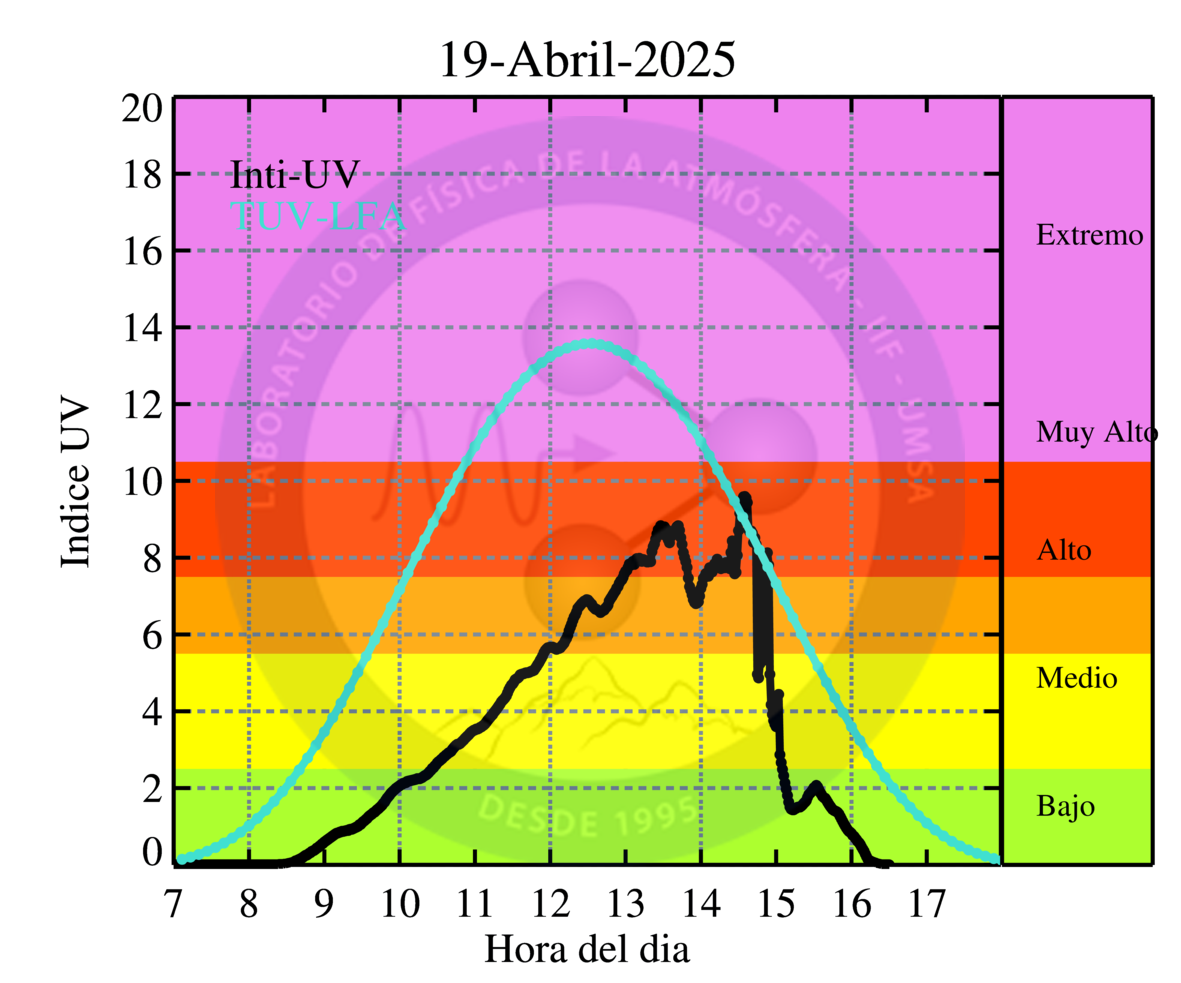 19-Abril-2025
20
18
16
14
12
10
8
6
4
2
0
Indice UV
Inti-UV
TUV-LFA
LABORATORIO DE FÍSICA DE LA ATMÓSFERA - IIF - UMSA
DESDE 1995
Extremo
Muy Alto
Alto
Medio
Bajo
7 8 9 10 11 12 13 14 15 16 17
Hora del dia